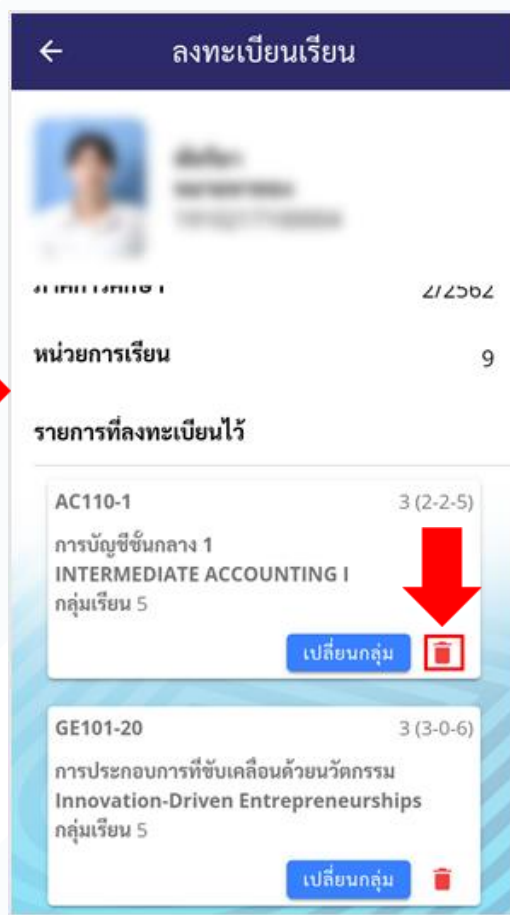 ลงทะเบียนเรียน
2/2562
หน่วยการเรียน 9
รายการที่ลงทะเบียนไว้
AC110-1 3 (2-2-5)
การบัญชีชั้นกลาง 1
INTERMEDIATE ACCOUNTING I
กลุ่มเรียน 5
เปลี่ยนกลุ่ม
GE101-20 3 (3-0-6)
การประกอบการที่ขับเคลื่อนด้วยนวัตกรรม
Innovation-Driven Entrepreneurships
กลุ่มเรียน 5
เปลี่ยนกลุ่ม